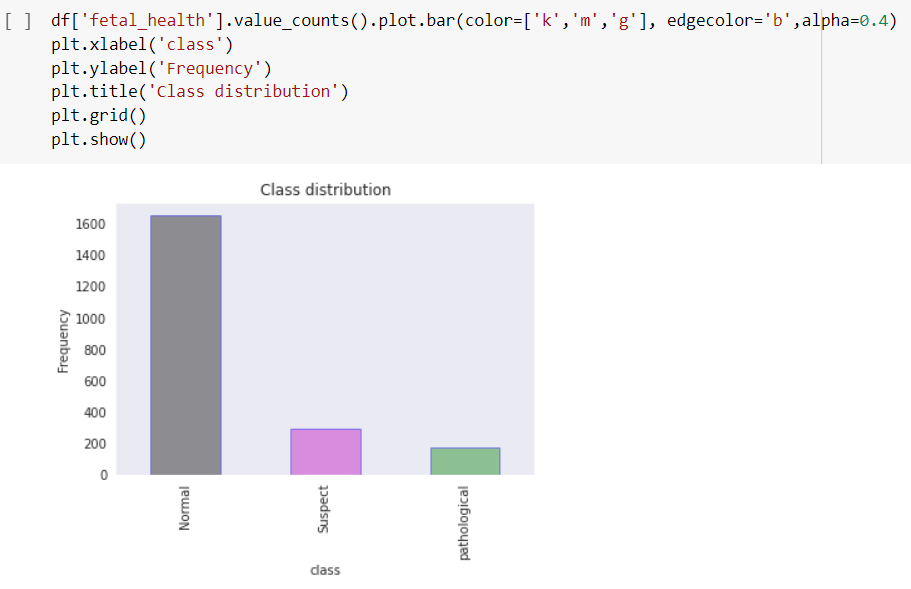 [ ] df['fetal_health'].value_counts().plot.bar(color=['k','m','g'], edgecolor='b',alpha=0.4)
plt.xlabel('class')
plt.ylabel('Frequency')
plt.title('Class distribution')
plt.grid()
plt.show()
Class distribution
Frequency
1600
1400
1200
1000
800
600
400
200
0
Normal
Suspect
pathological
class